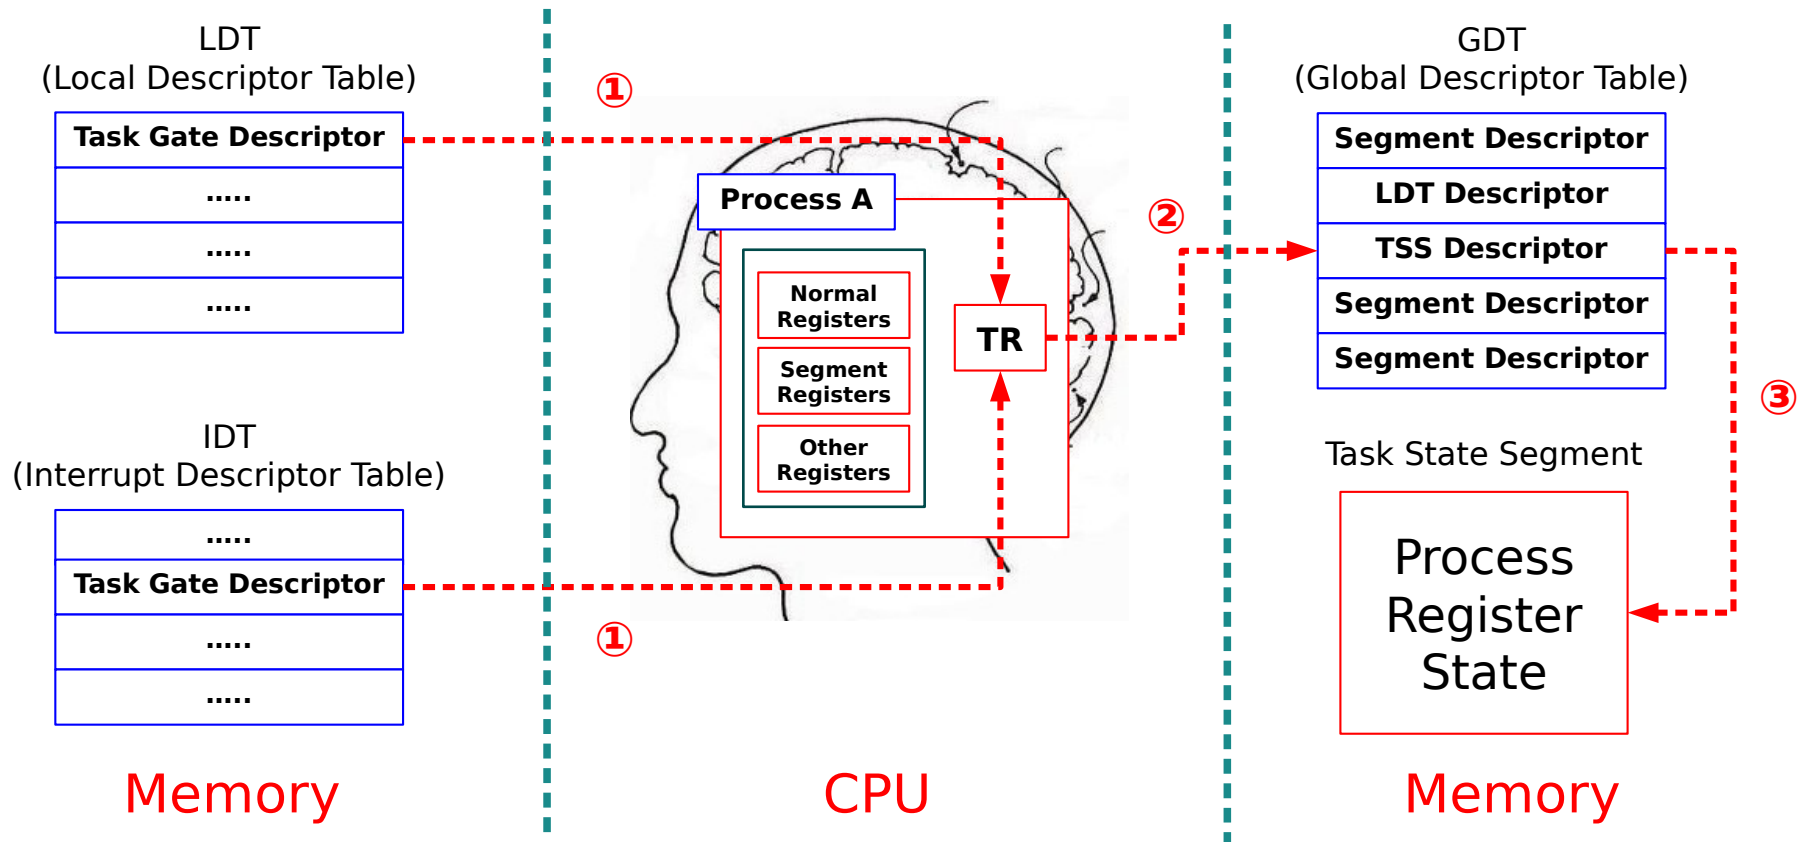 LDT
(Local Descriptor Table)
Task Gate Descriptor
.....
.....
.....
IDT
(Interrupt Descriptor Table)
.....
Task Gate Descriptor
.....
.....
Memory
①
Process A
Normal
Registers
Segment
Registers
Other
Registers
TR
①
CPU
②
GDT
(Global Descriptor Table)
Segment Descriptor
LDT Descriptor
TSS Descriptor
Segment Descriptor
Segment Descriptor
③
Task State Segment
Process
Register
State
Memory